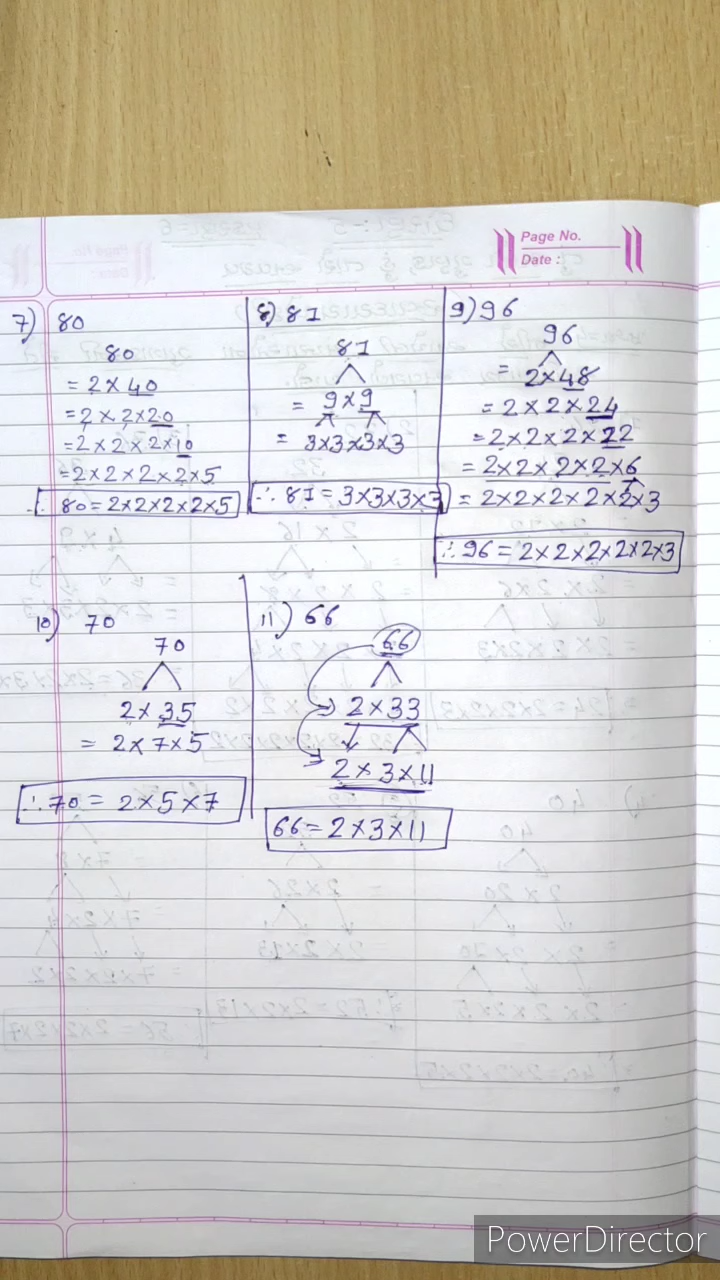 Page No.
Date :
7) 80
80
= 2 × 40
= 2 × 2 × 20
= 2 × 2 × 2 × 10
= 2 × 2 × 2 × 2 × 5
∴ 80 = 2 × 2 × 2 × 2 × 5
8) 81
81
= 9 × 9
= 3 × 3 × 3 × 3
∴ 81 = 3 × 3 × 3 × 3
9) 96
96
= 2 × 48
= 2 × 2 × 24
= 2 × 2 × 2 × 22
= 2 × 2 × 2 × 2 × 6
= 2 × 2 × 2 × 2 × 2 × 3
∴ 96 = 2 × 2 × 2 × 2 × 2 × 3
10) 70
70
2 × 35
= 2 × 7 × 5
∴ 70 = 2 × 5 × 7
11) 66
66
2 × 33
= 2 × 3 × 11
66 = 2 × 3 × 11
PowerDirector